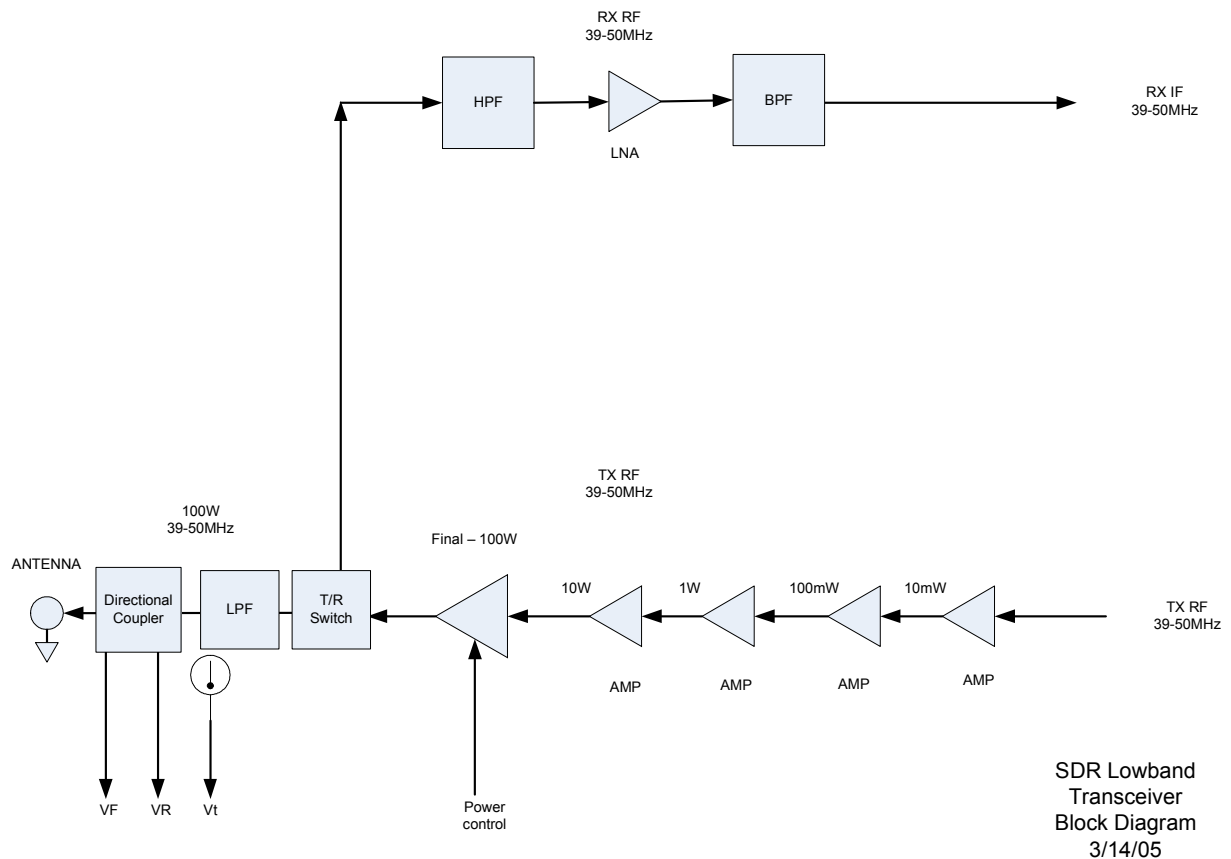 RX RF
39-50MHz
HPF
BPF
RX IF
39-50MHz
LNA
TX RF
39-50MHz
100W
39-50MHz
Final – 100W
ANTENNA
Directional
Coupler
LPF
T/R
Switch
10W
1W
100mW
10mW
TX RF
39-50MHz
AMP
AMP
AMP
AMP
VF
VR
Vt
Power
control
SDR Lowband
Transceiver
Block Diagram
3/14/05